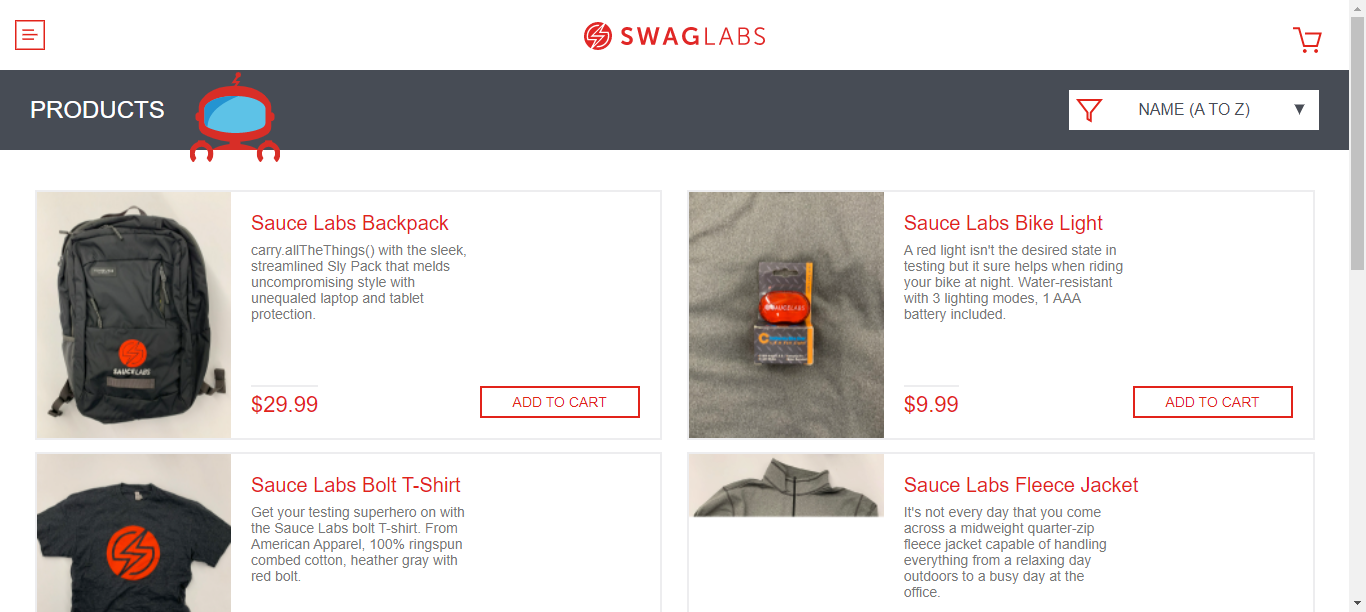 SWAGLABS
PRODUCTS
NAME (A TO Z)
Sauce Labs Backpack
carry.allTheThings() with the sleek,
streamlined Sly Pack that melds
uncompromising style with
unequaled laptop and tablet
protection.
SAUCELABS
$29.99
ADD TO CART
Sauce Labs Bike Light
A red light isn't the desired state in
testing but it sure helps when riding
your bike at night. Water-resistant
with 3 lighting modes, 1 AAA
battery included.
SAUCELABS
$9.99
ADD TO CART
Sauce Labs Bolt T-Shirt
Get your testing superhero on with
the Sauce Labs bolt T-shirt. From
American Apparel, 100% ringspun
combed cotton, heather gray with
red bolt.
Sauce Labs Fleece Jacket
It's not every day that you come
across a midweight quarter-zip
fleece jacket capable of handling
everything from a relaxing day
outdoors to a busy day at the
office.